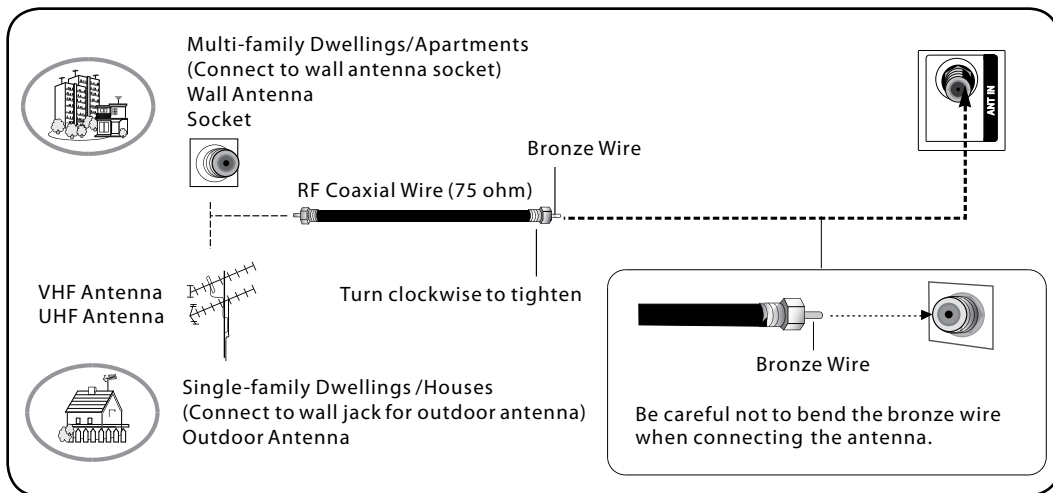 Multi-family Dwellings/Apartments
(Connect to wall antenna socket)
Wall Antenna
Socket
ANT IN
Bronze Wire
RF Coaxial Wire (75 ohm)
VHF Antenna
UHF Antenna
Turn clockwise to tighten
Bronze Wire
Single-family Dwellings /Houses
(Connect to wall jack for outdoor antenna)
Outdoor Antenna
Be careful not to bend the bronze wire
when connecting the antenna.